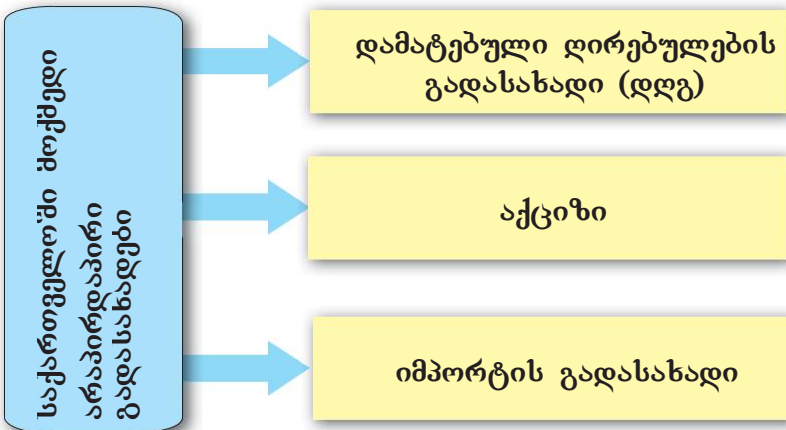 საქართველოში მოქმედი
არაპირდაპირი
გადასახადები
დამატებული ღირებულების
გადასახადი (დღგ)
აქციზი
იმპორტის გადასახადი